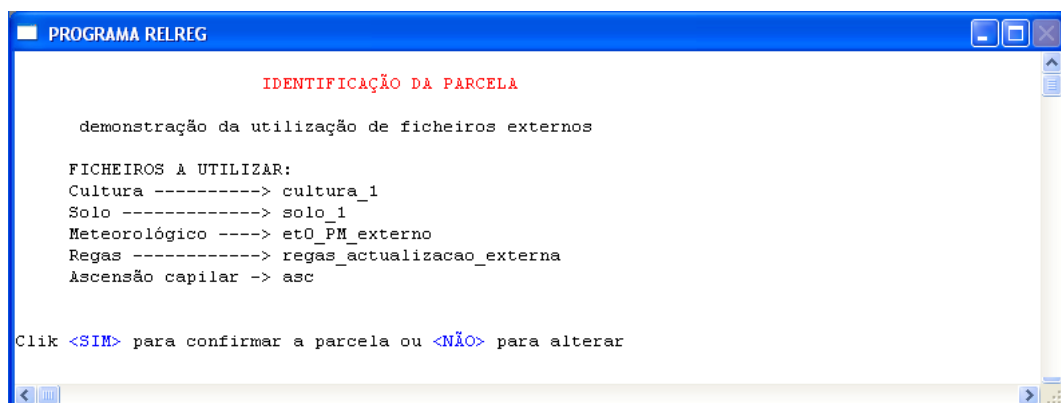 PROGRAMA RELREG
IDENTIFICAÇÃO DA PARCELA
demonstração da utilização de ficheiros externos
FICHEIROS A UTILIZAR:
Cultura ----------> cultura_1
Solo -------------> solo_1
Meteorológico ----> et0_PM_externo
Regas ------------> regas_actualizacao_externa
Ascensão capilar -> asc
Clik <SIM> para confirmar a parcela ou <NÃO> para alterar